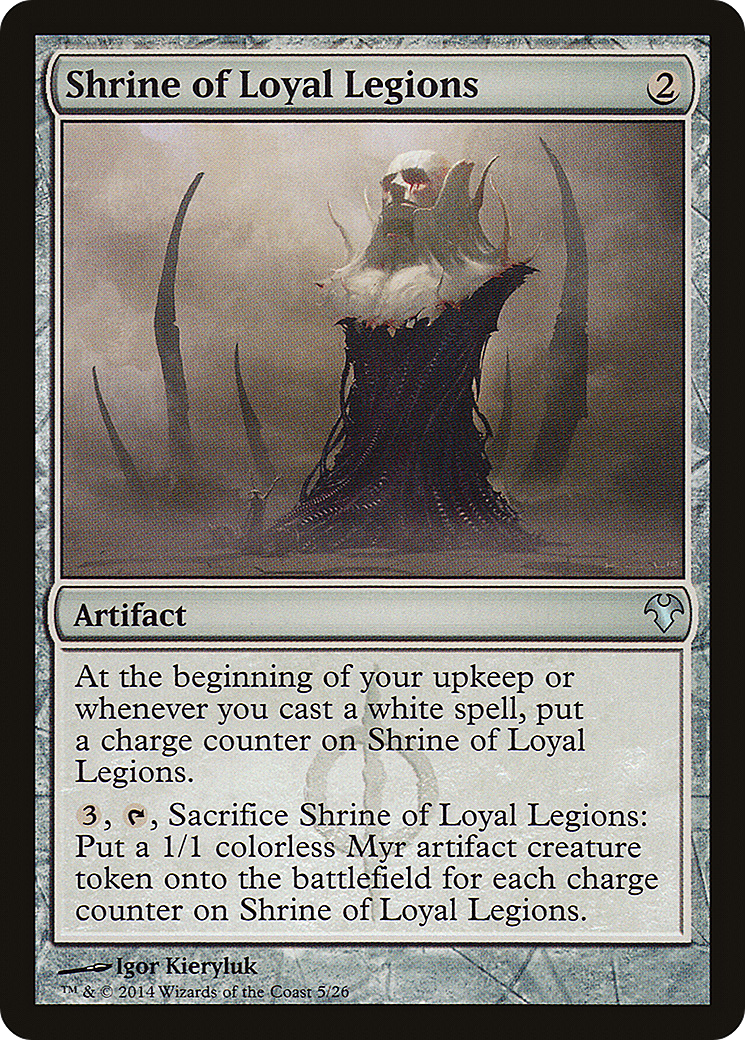 Shrine of Loyal Legions 2
Artifact
At the beginning of your upkeep or
whenever you cast a white spell, put
a charge counter on Shrine of Loyal
Legions.
3, , Sacrifice Shrine of Loyal Legions:
Put a 1/1 colorless Myr artifact creature
token onto the battlefield for each charge
counter on Shrine of Loyal Legions.
Igor Kieryluk
™ & © 2014 Wizards of the Coast 5/26